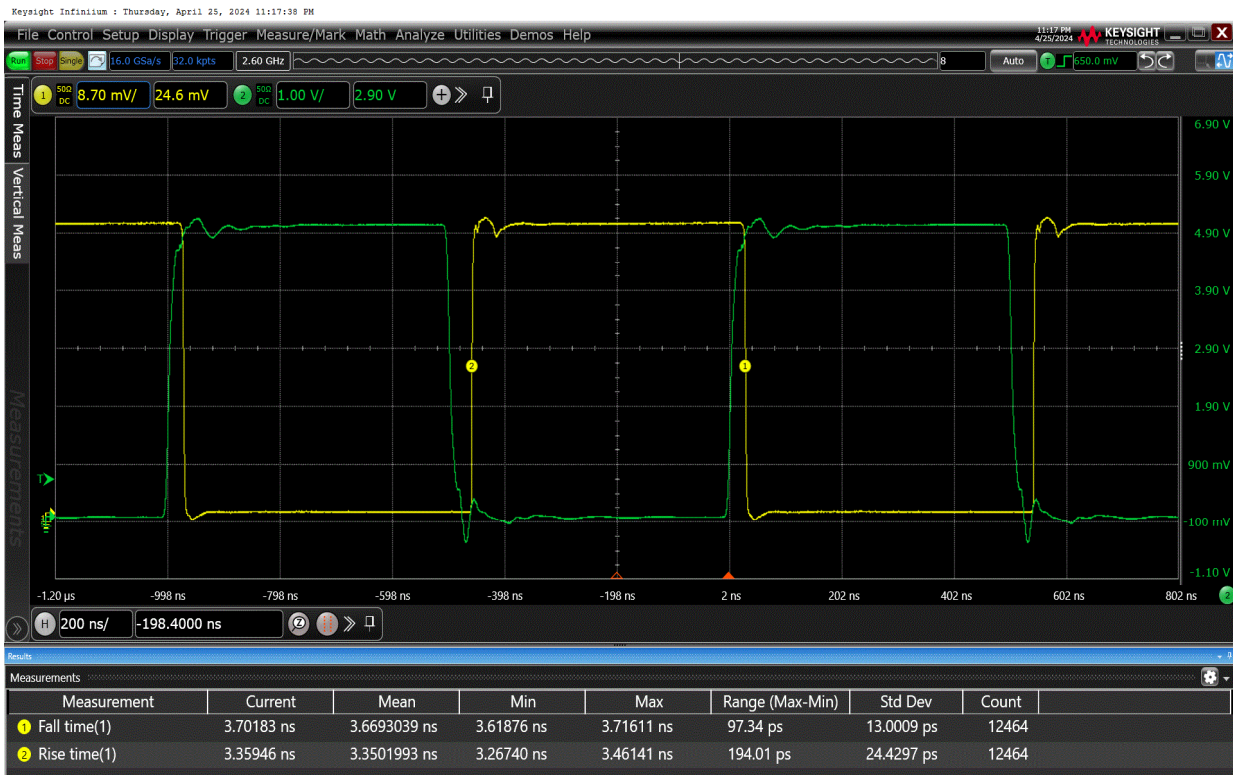 Keysight Infiniium : Thursday, April 25, 2024 11:17:38 PM
File Control Setup Display Trigger Measure/Mark Math Analyze Utilities Demos Help
11:17 PM
4/25/2024
KEYSIGHT
TECHNOLOGIES
Run Stop Single 16.0 GSa/s 32.0 kpts 2.60 GHz 8 Auto T 650.0 mV
1 50Ω DC 8.70 mV/ 24.6 mV 2 50Ω DC 1.00 V/ 2.90 V
Time Meas
Vertical Meas
Measurements
6.90 V
5.90 V
4.90 V
3.90 V
2.90 V
1.90 V
900 mV
-100 mV
-1.10 V
2
1
T
-1.20 µs -998 ns -798 ns -598 ns -398 ns -198 ns 2 ns 202 ns 402 ns 602 ns 802 ns 2
H 200 ns/ -198.4000 ns
Results
Measurements
Measurement Current Mean Min Max Range (Max-Min) Std Dev Count
1 Fall time(1) 3.70183 ns 3.6693039 ns 3.61876 ns 3.71611 ns 97.34 ps 13.0009 ps 12464
2 Rise time(1) 3.35946 ns 3.3501993 ns 3.26740 ns 3.46141 ns 194.01 ps 24.4297 ps 12464